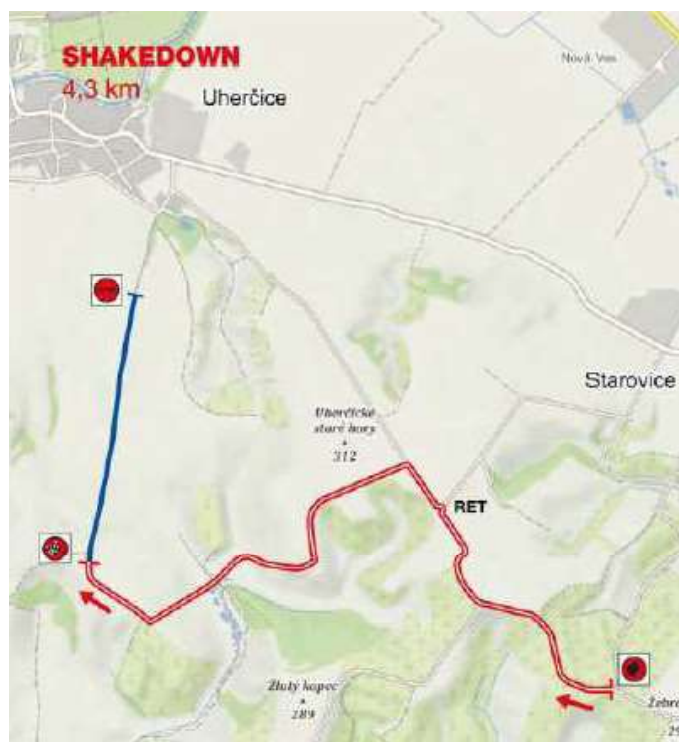 SHAKEDOWN
4,3 km
Uherčice
Nová Ves
Starovice
Uherčické
staré hory
312
RET
Žlutý kopec
289